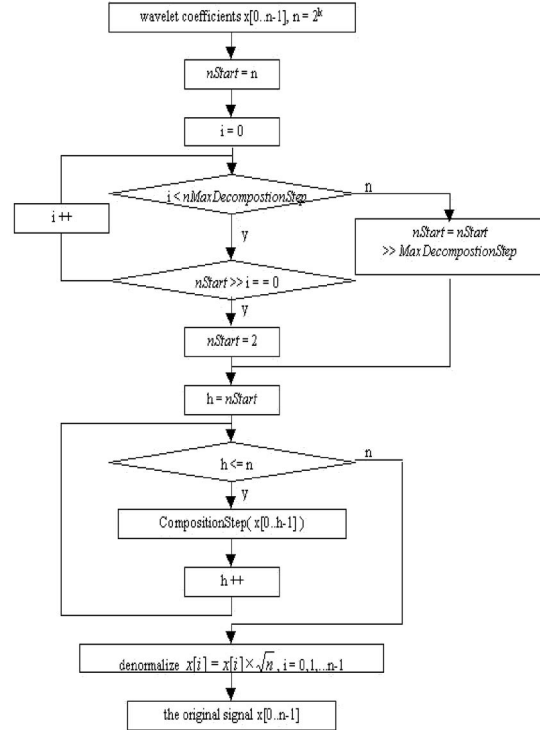 wavelet coefficients x[0..n-1], n = 2^k
nStart = n
i = 0
i < nMaxDecompostionStep
n
i ++
y
nStart = nStart
>> MaxDecompostionStep
nStart >> i = = 0
y
nStart = 2
h = nStart
h <= n
n
y
CompositionStep( x[0..h-1] )
h ++
denormalize x[i] = x[i] × √n , i = 0,1,...n-1
the original signal x[0..n-1]